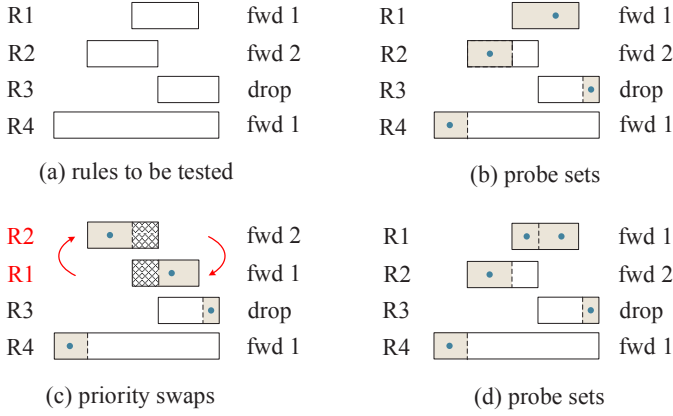 R1 fwd 1
R2 fwd 2
R3 drop
R4 fwd 1
(a) rules to be tested
R1 fwd 1
R2 fwd 2
R3 drop
R4 fwd 1
(b) probe sets
R2 fwd 2
R1 fwd 1
R3 drop
R4 fwd 1
(c) priority swaps
R1 fwd 1
R2 fwd 2
R3 drop
R4 fwd 1
(d) probe sets